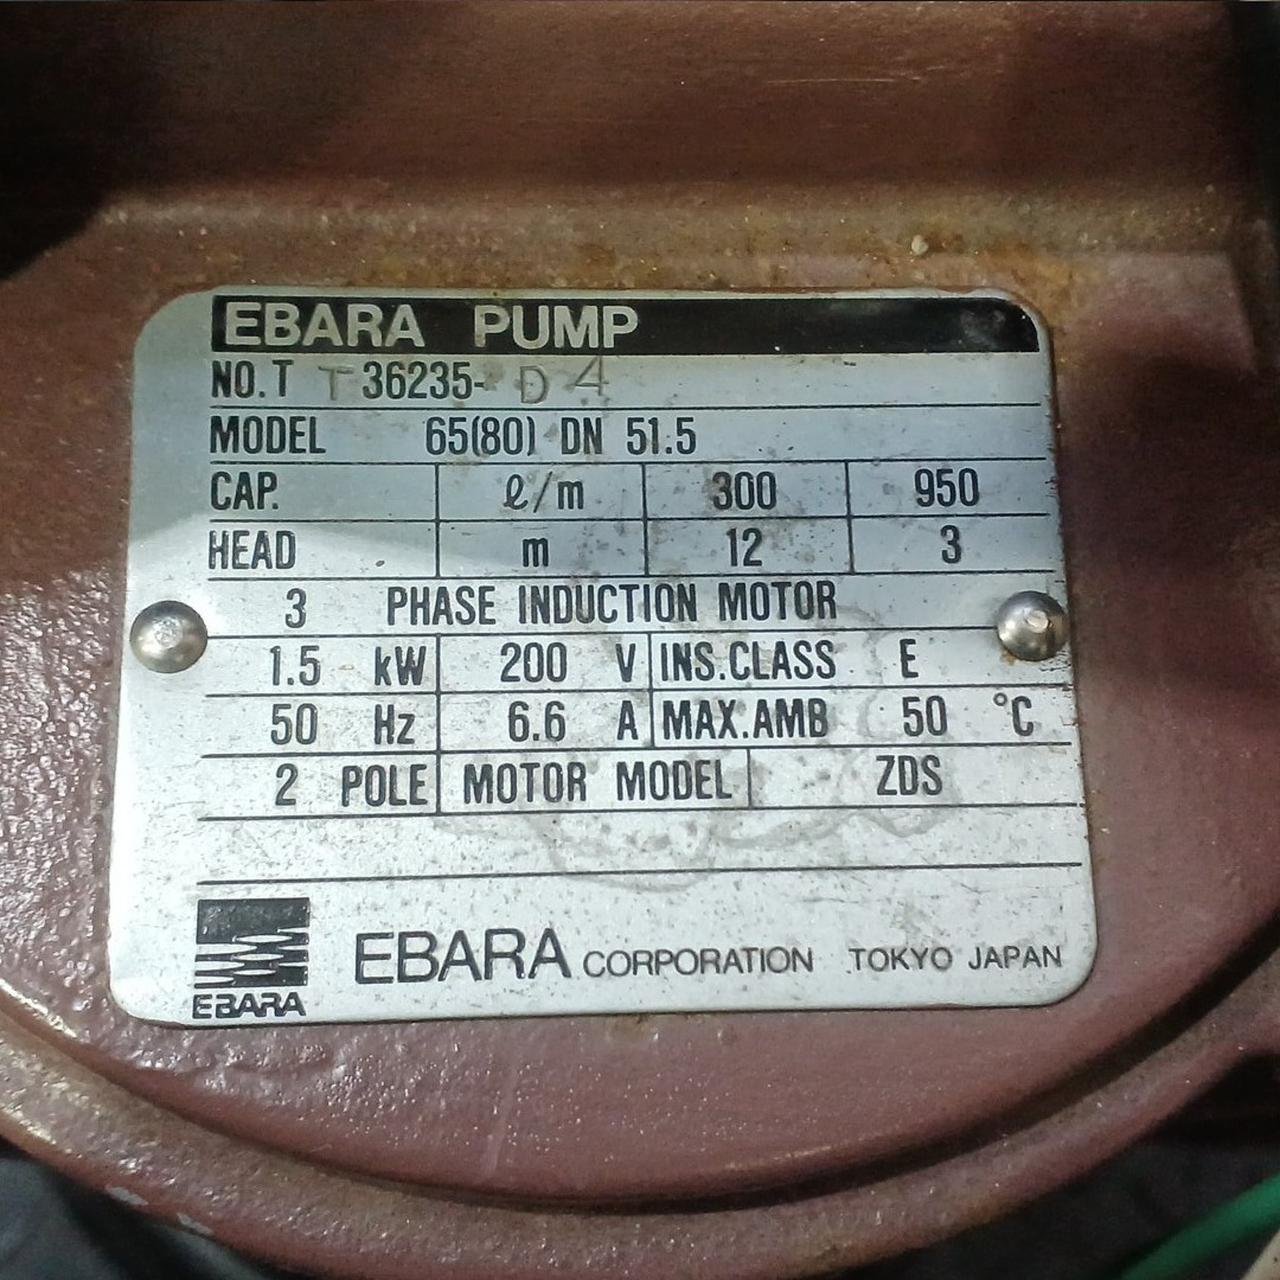 EBARA PUMP
NO. T T 36235- D 4
MODEL 65(80) DN 51.5
CAP. ℓ/m 300 950
HEAD m 12 3
3 PHASE INDUCTION MOTOR
1.5 kW 200 V INS.CLASS E
50 Hz 6.6 A MAX.AMB 50 °C
2 POLE MOTOR MODEL ZDS
EBARA
EBARA CORPORATION TOKYO JAPAN